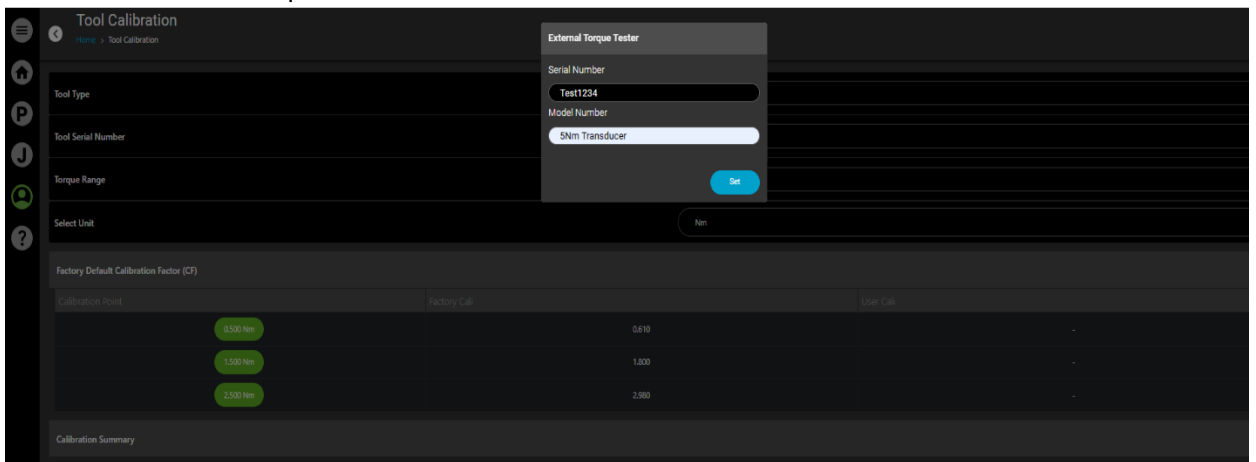 Tool Calibration
Home > Tool Calibration
External Torque Tester
Serial Number
Test1234
Model Number
5Nm Transducer
Set
Tool Type
Tool Serial Number
Torque Range
Select Unit
Nm
Factory Default Calibration Factor (CF)
Calibration Point Factory Cali User Cali
0.500 Nm 0.610 -
1.500 Nm 1.800 -
2.500 Nm 2.980 -
Calibration Summary
P
J
?